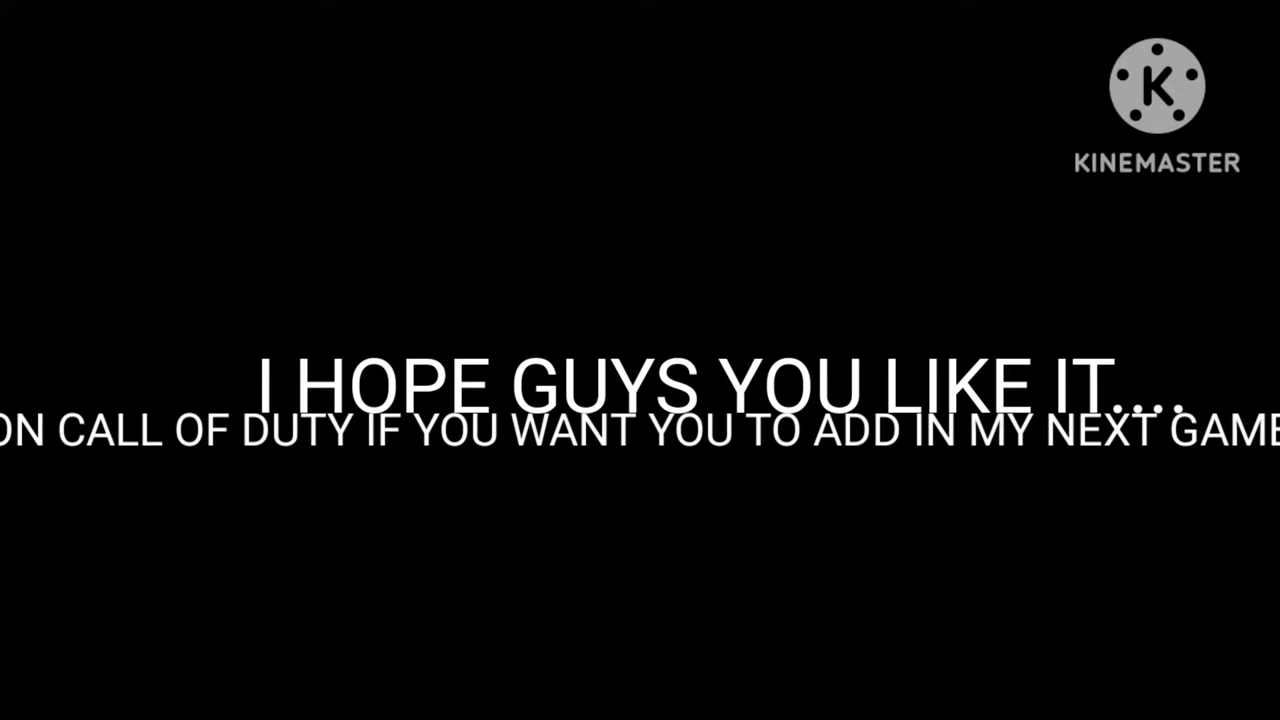 K
KINEMASTER
I HOPE GUYS YOU LIKE IT....
ON CALL OF DUTY IF YOU WANT YOU TO ADD IN MY NEXT GAME